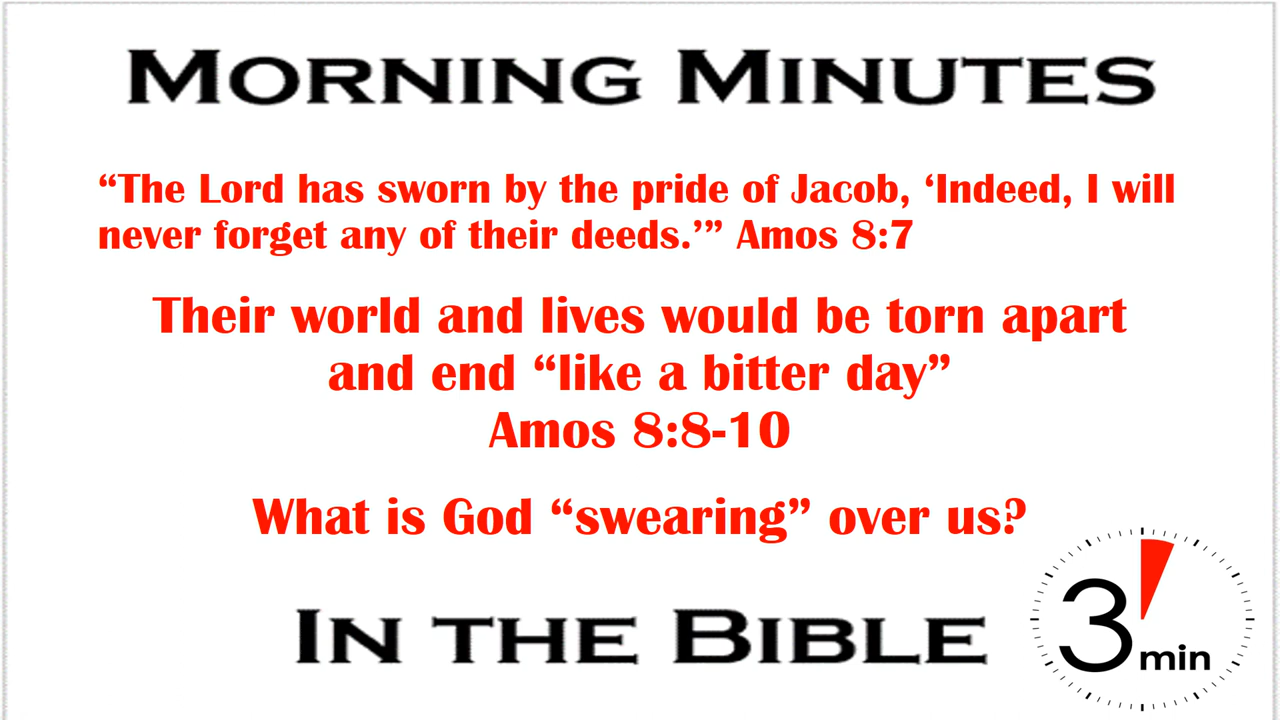 Morning Minutes
“The Lord has sworn by the pride of Jacob, ‘Indeed, I will
never forget any of their deeds.’” Amos 8:7
Their world and lives would be torn apart
and end “like a bitter day”
Amos 8:8-10
What is God “swearing” over us?
In the Bible
3 min